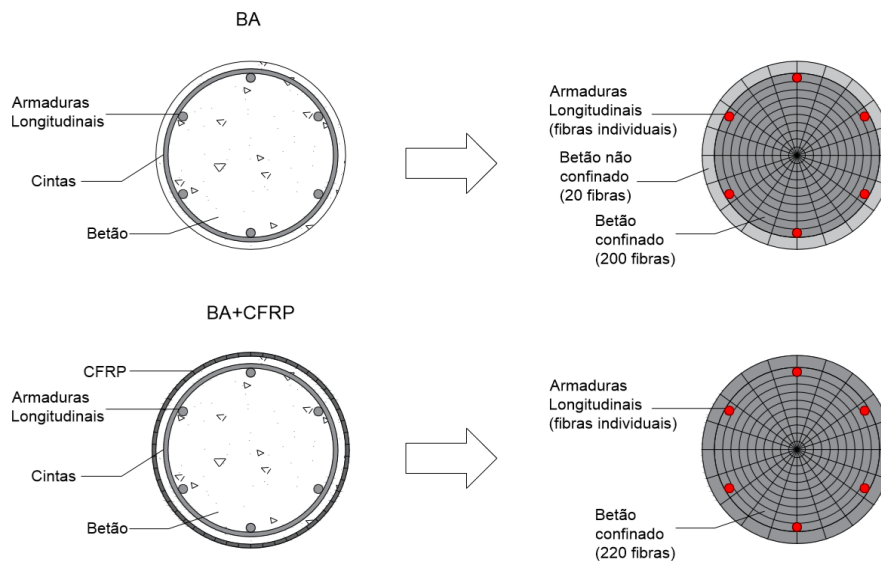 BA
Armaduras
Longitudinais
Cintas
Betão
Armaduras
Longitudinais
(fibras individuais)
Betão não
confinado
(20 fibras)
Betão
confinado
(200 fibras)
BA+CFRP
CFRP
Armaduras
Longitudinais
Cintas
Betão
Armaduras
Longitudinais
(fibras individuais)
Betão
confinado
(220 fibras)